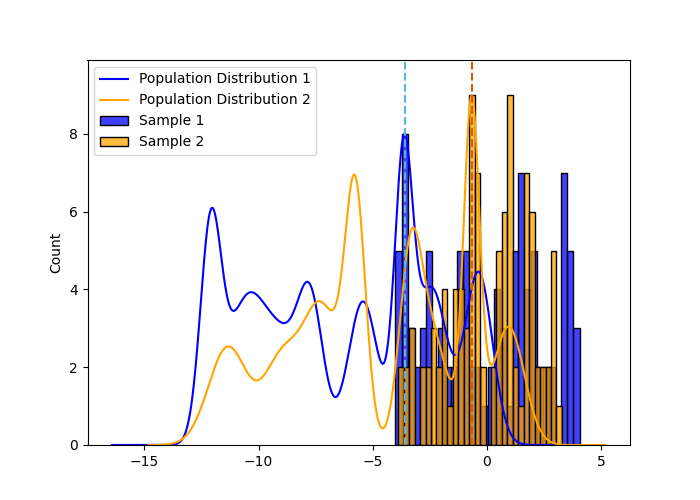 Population Distribution 1
Population Distribution 2
Sample 1
Sample 2
Count
8
6
4
2
0
−15 −10 −5 0 5